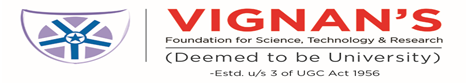 VIGNAN'S
Foundation for Science, Technology & Research
(Deemed to be University)
-Estd. u/s 3 of UGC Act 1956